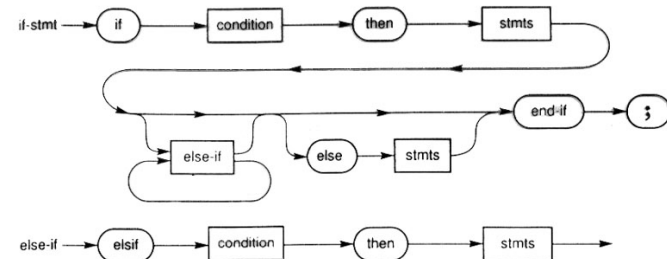 if-stmt if condition then stmts
end-if ;
else-if else stmts
else-if elsif condition then stmts